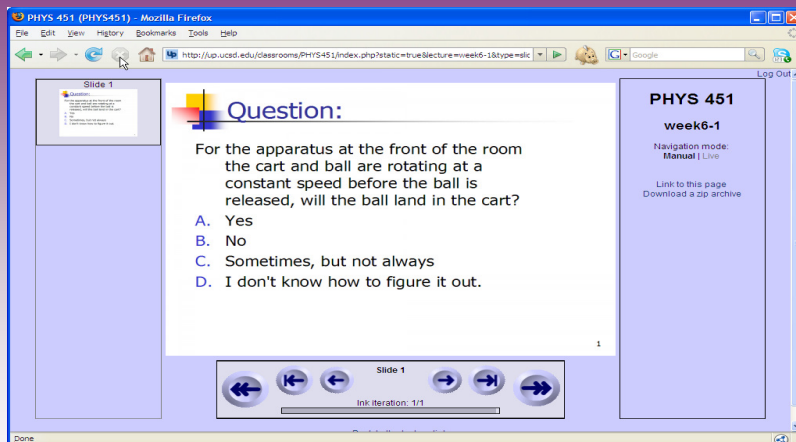 PHYS 451 (PHYS451) - Mozilla Firefox
File Edit View History Bookmarks Tools Help
Up http://up.ucsd.edu/classrooms/PHYS451/index.php?static=true&lecture=week6-1&type=slic G Google
Log Out
Slide 1
Question:
For the apparatus at the front of the room
the cart and ball are rotating at a
constant speed before the ball is
released, will the ball land in the cart?
A. Yes
B. No
C. Sometimes, but not always
D. I don't know how to figure it out.
1
PHYS 451
week6-1
Navigation mode:
Manual | Live
Link to this page
Download a zip archive
Slide 1
Ink iteration: 1/1
Done